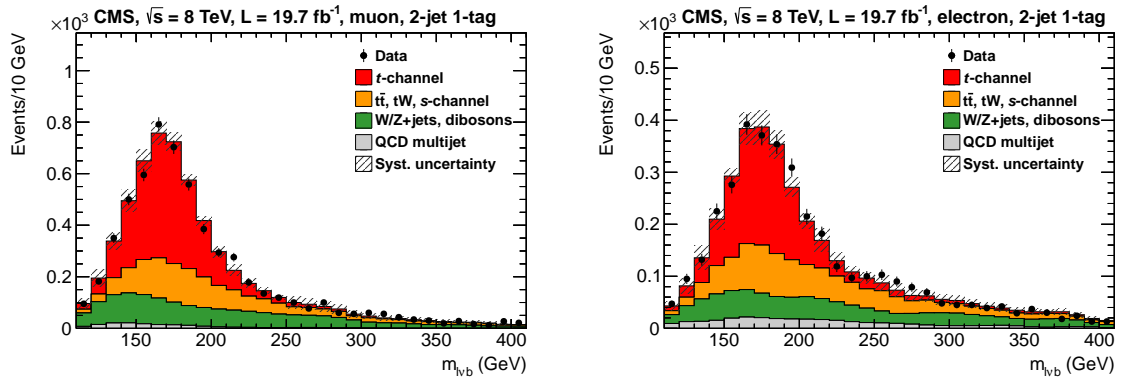 ×10³ CMS, √s = 8 TeV, L = 19.7 fb⁻¹, muon, 2-jet 1-tag
Events/10 GeV
1
0.8
0.6
0.4
0.2
0
Data
t-channel
tt̄, tW, s-channel
W/Z+jets, dibosons
QCD multijet
Syst. uncertainty
150 200 250 300 350 400
m_lνb (GeV)
×10³ CMS, √s = 8 TeV, L = 19.7 fb⁻¹, electron, 2-jet 1-tag
Events/10 GeV
0.5
0.4
0.3
0.2
0.1
0
Data
t-channel
tt̄, tW, s-channel
W/Z+jets, dibosons
QCD multijet
Syst. uncertainty
150 200 250 300 350 400
m_lνb (GeV)